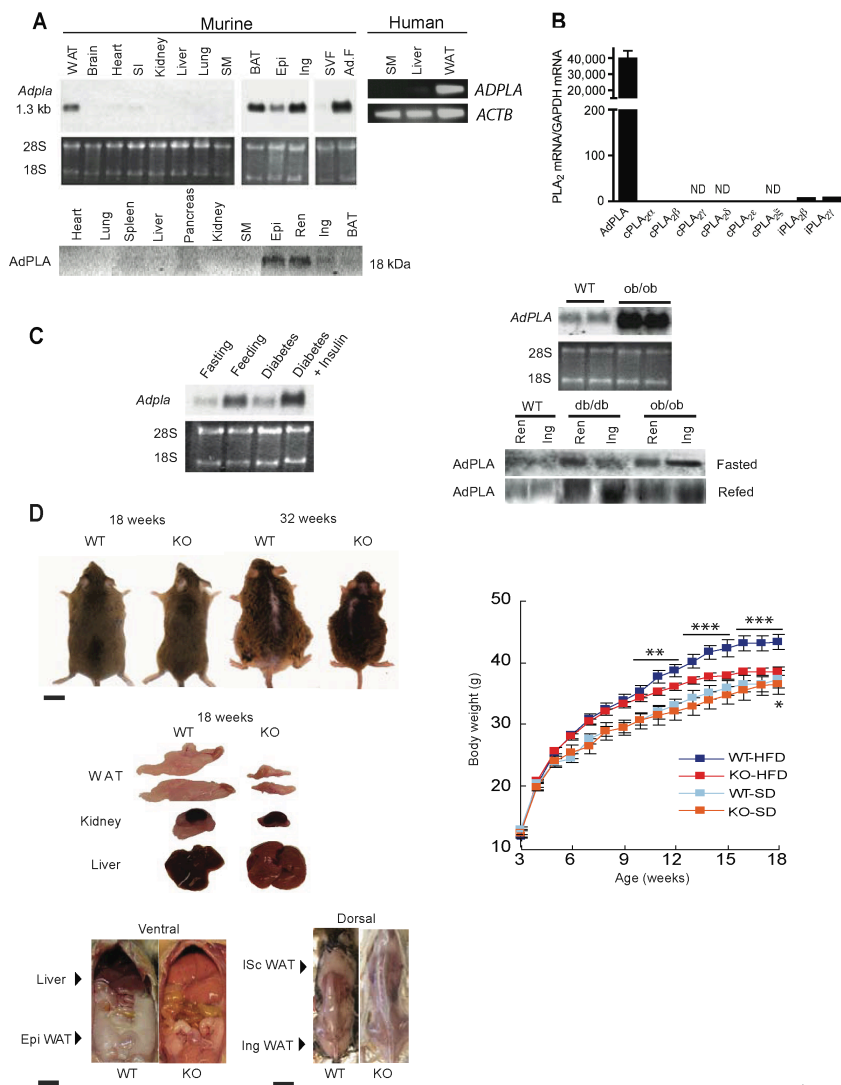 A
Murine
Human
WAT
Brain
Heart
SI
Kidney
Liver
Lung
SM
BAT
Epi
Ing
SVF
Ad.F
SM
Liver
WAT
Adpla
1.3 kb
ADPLA
ACTB
28S
18S
Heart
Lung
Spleen
Liver
Pancreas
Kidney
SM
Epi
Ren
Ing
BAT
AdPLA
18 kDa
B
PLA2 mRNA/GAPDH mRNA
40,000
30,000
20,000
200
100
0
ND ND ND
AdPLA
cPLA2α
cPLA2β
cPLA2γ
cPLA2δ
cPLA2ε
cPLA2ξ
iPLA2β
iPLA2γ
C
Fasting
Feeding
Diabetes
Diabetes
+ Insulin
Adpla
28S
18S
WT ob/ob
AdPLA
28S
18S
WT db/db ob/ob
Ren
Ing
Ren
Ing
Ren
Ing
AdPLA Fasted
AdPLA Refed
D
18 weeks 32 weeks
WT KO WT KO
18 weeks
WT KO
WAT
Kidney
Liver
Ventral
Liver
Epi WAT
WT KO
Dorsal
ISc WAT
Ing WAT
WT KO
Body weight (g)
50
40
30
20
10
** *** ***
*
WT-HFD
KO-HFD
WT-SD
KO-SD
3 6 9 12 15 18
Age (weeks)